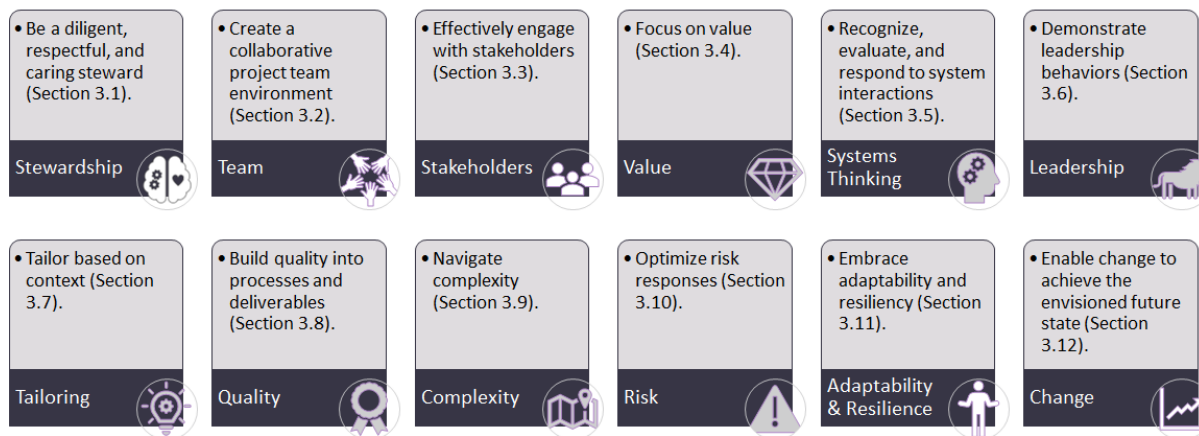 • Be a diligent,
respectful, and
caring steward
(Section 3.1).
Stewardship
• Create a
collaborative
project team
environment
(Section 3.2).
Team
• Effectively engage
with stakeholders
(Section 3.3).
Stakeholders
• Focus on value
(Section 3.4).
Value
• Recognize,
evaluate, and
respond to system
interactions
(Section 3.5).
Systems
Thinking
• Demonstrate
leadership
behaviors (Section
3.6).
Leadership
• Tailor based on
context (Section
3.7).
Tailoring
• Build quality into
processes and
deliverables
(Section 3.8).
Quality
• Navigate
complexity
(Section 3.9).
Complexity
• Optimize risk
responses (Section
3.10).
Risk
• Embrace
adaptability and
resiliency (Section
3.11).
Adaptability
& Resilience
• Enable change to
achieve the
envisioned future
state (Section
3.12).
Change